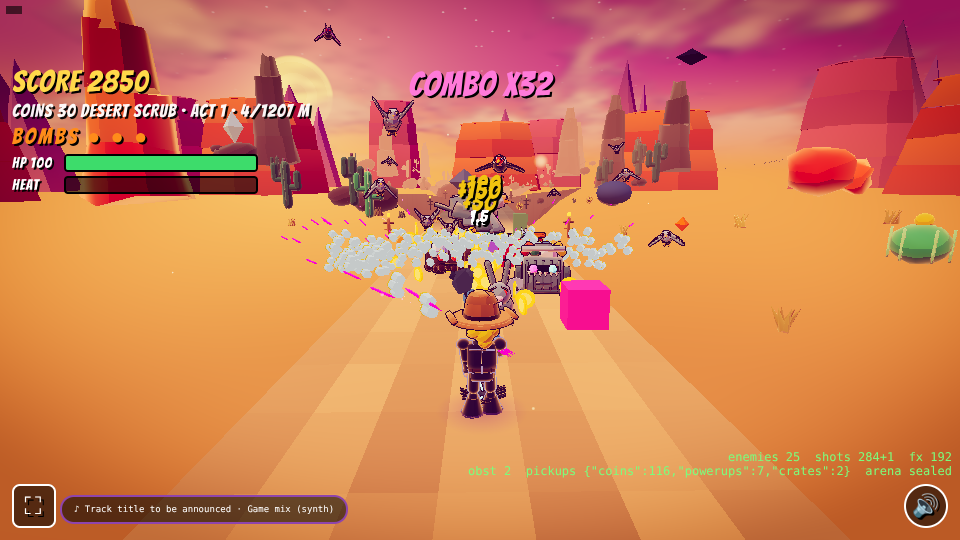 SCORE 2850
COMBO X32
COINS 30 DESERT SCRUB · ACT 1 · 4/1207 M
BOMBS
HP 100
HEAT
+150
+50
enemies 25 shots 284+1 fx 192
obst 2 pickups {"coins":116,"powerups":7,"crates":2} arena sealed
♪ Track title to be announced · Game mix (synth)